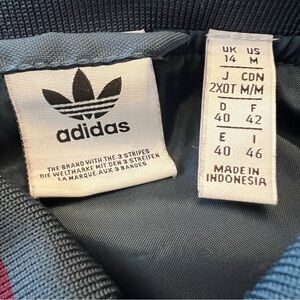 adidas
THE BRAND WITH THE 3 STRIPES
DIE WELTMARKE MIT DEN 3 STREIFEN
LA MARQUE AUX 3 BANDES
UK US
14 M
J CDN
2XOT M/M
D F
40 42
E I
40 46
MADE IN
INDONESIA